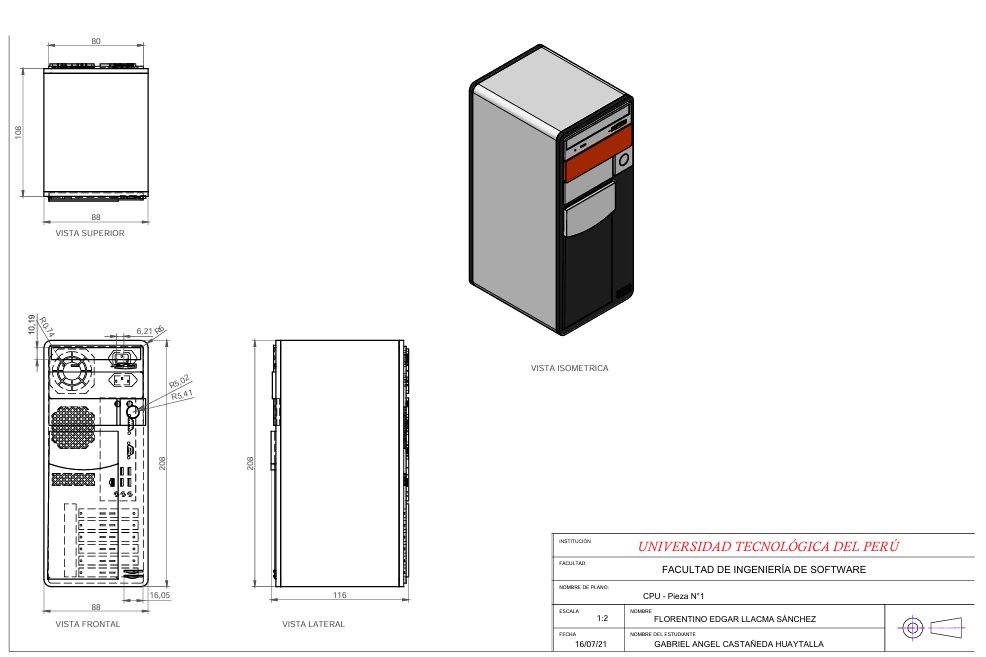 80
108
88
VISTA SUPERIOR
VISTA ISOMETRICA
10,19
R0,74
6,21
R6
R5,02
R5,41
208
16,05
88
VISTA FRONTAL
208
116
VISTA LATERAL
INSTITUCIÓN
UNIVERSIDAD TECNOLÓGICA DEL PERÚ
FACULTAD
FACULTAD DE INGENIERÍA DE SOFTWARE
NOMBRE DE PLANO:
CPU - Pieza N°1
ESCALA
1:2
NOMBRE
FLORENTINO EDGAR LLACMA SÁNCHEZ
FECHA
16/07/21
NOMBRE DEL ESTUDIANTE
GABRIEL ANGEL CASTAÑEDA HUAYTALLA